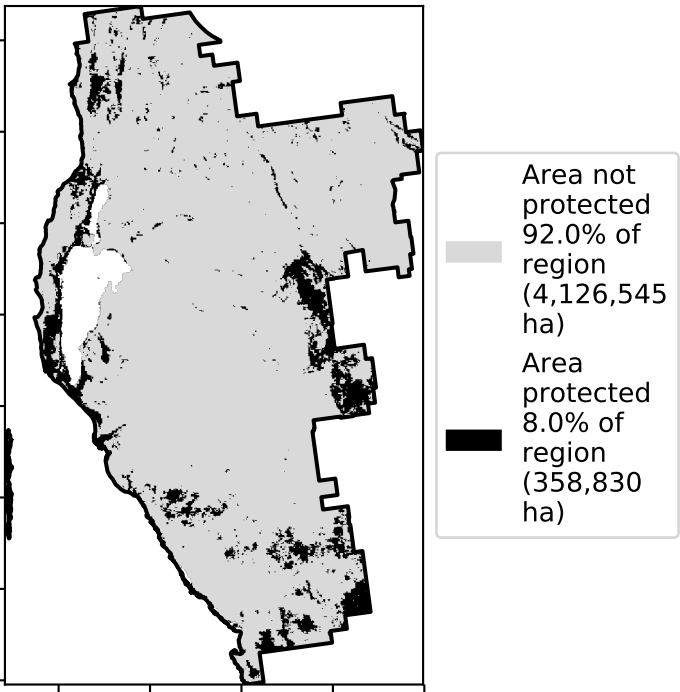 Area not
protected
92.0% of
region
(4,126,545
ha)
Area
protected
8.0% of
region
(358,830
ha)